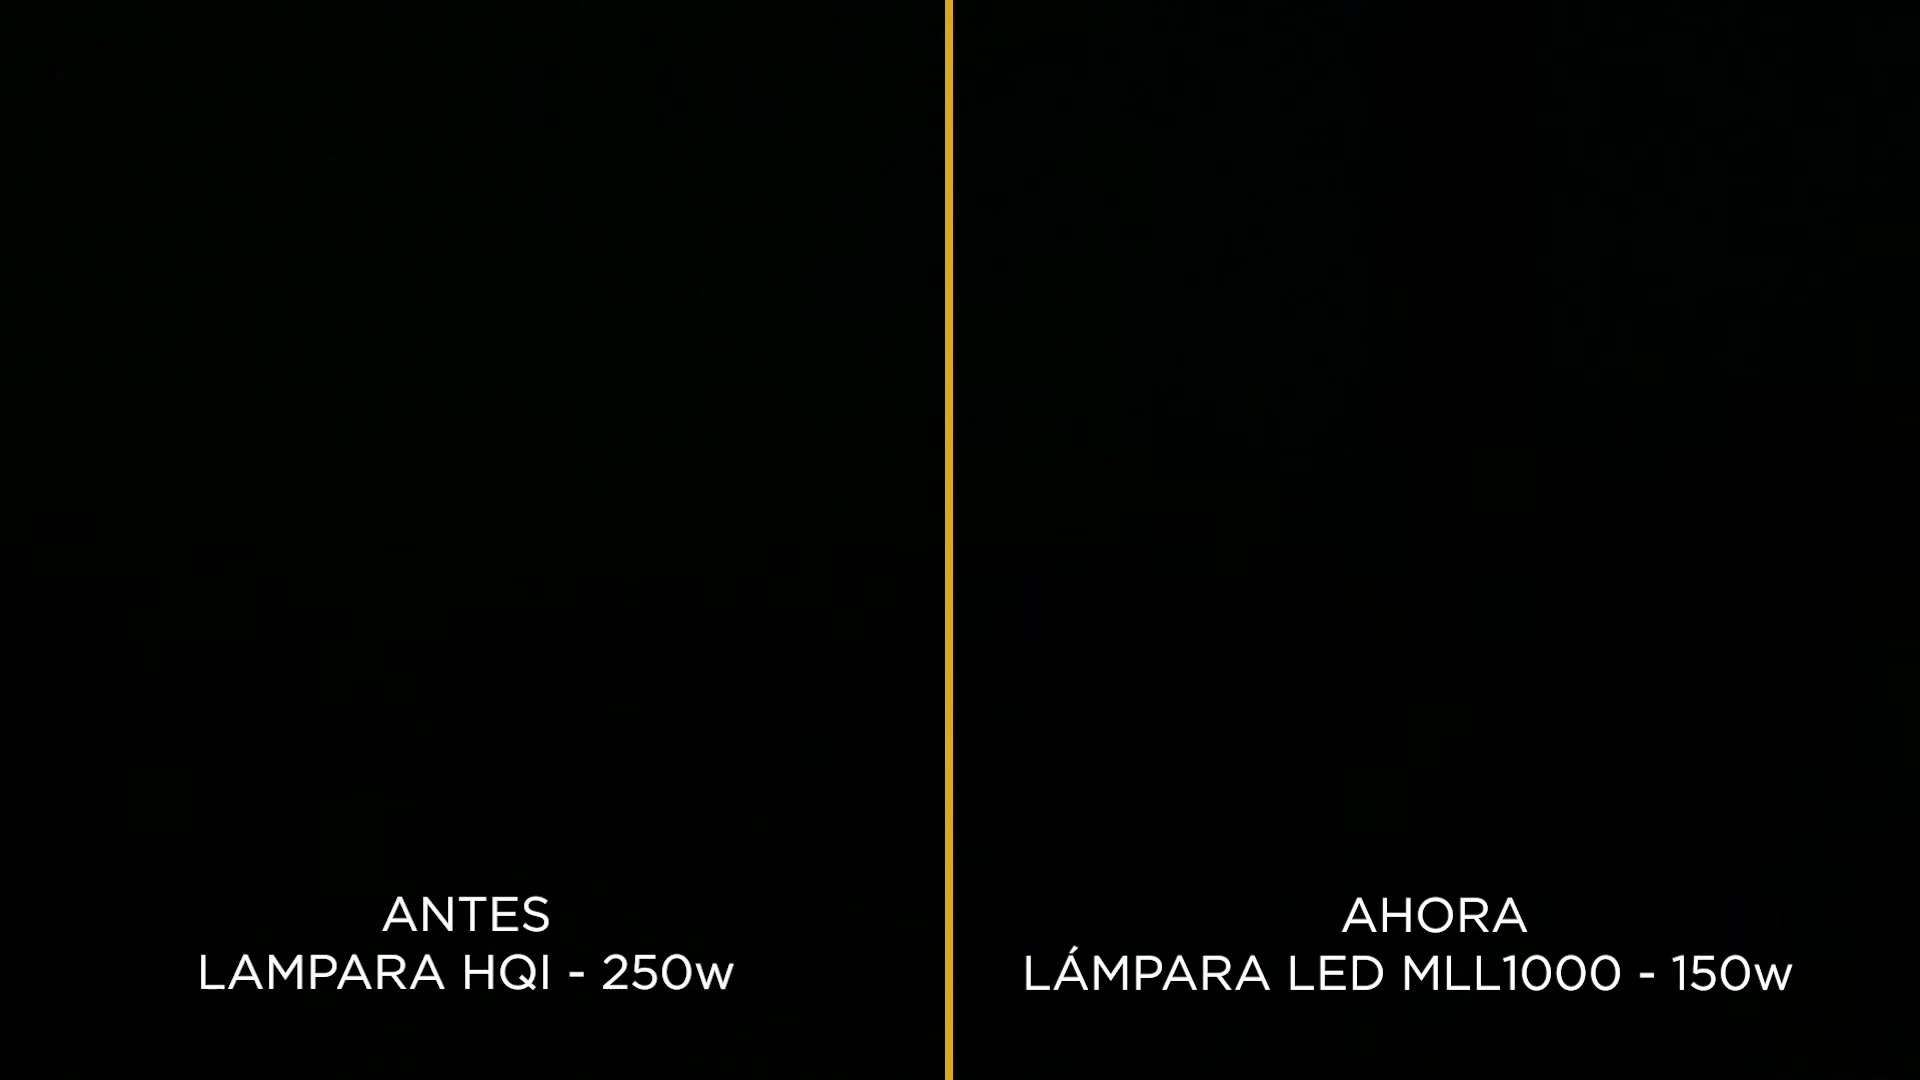 ANTES
LAMPARA HQI - 250w
AHORA
LÁMPARA LED MLL1000 - 150w